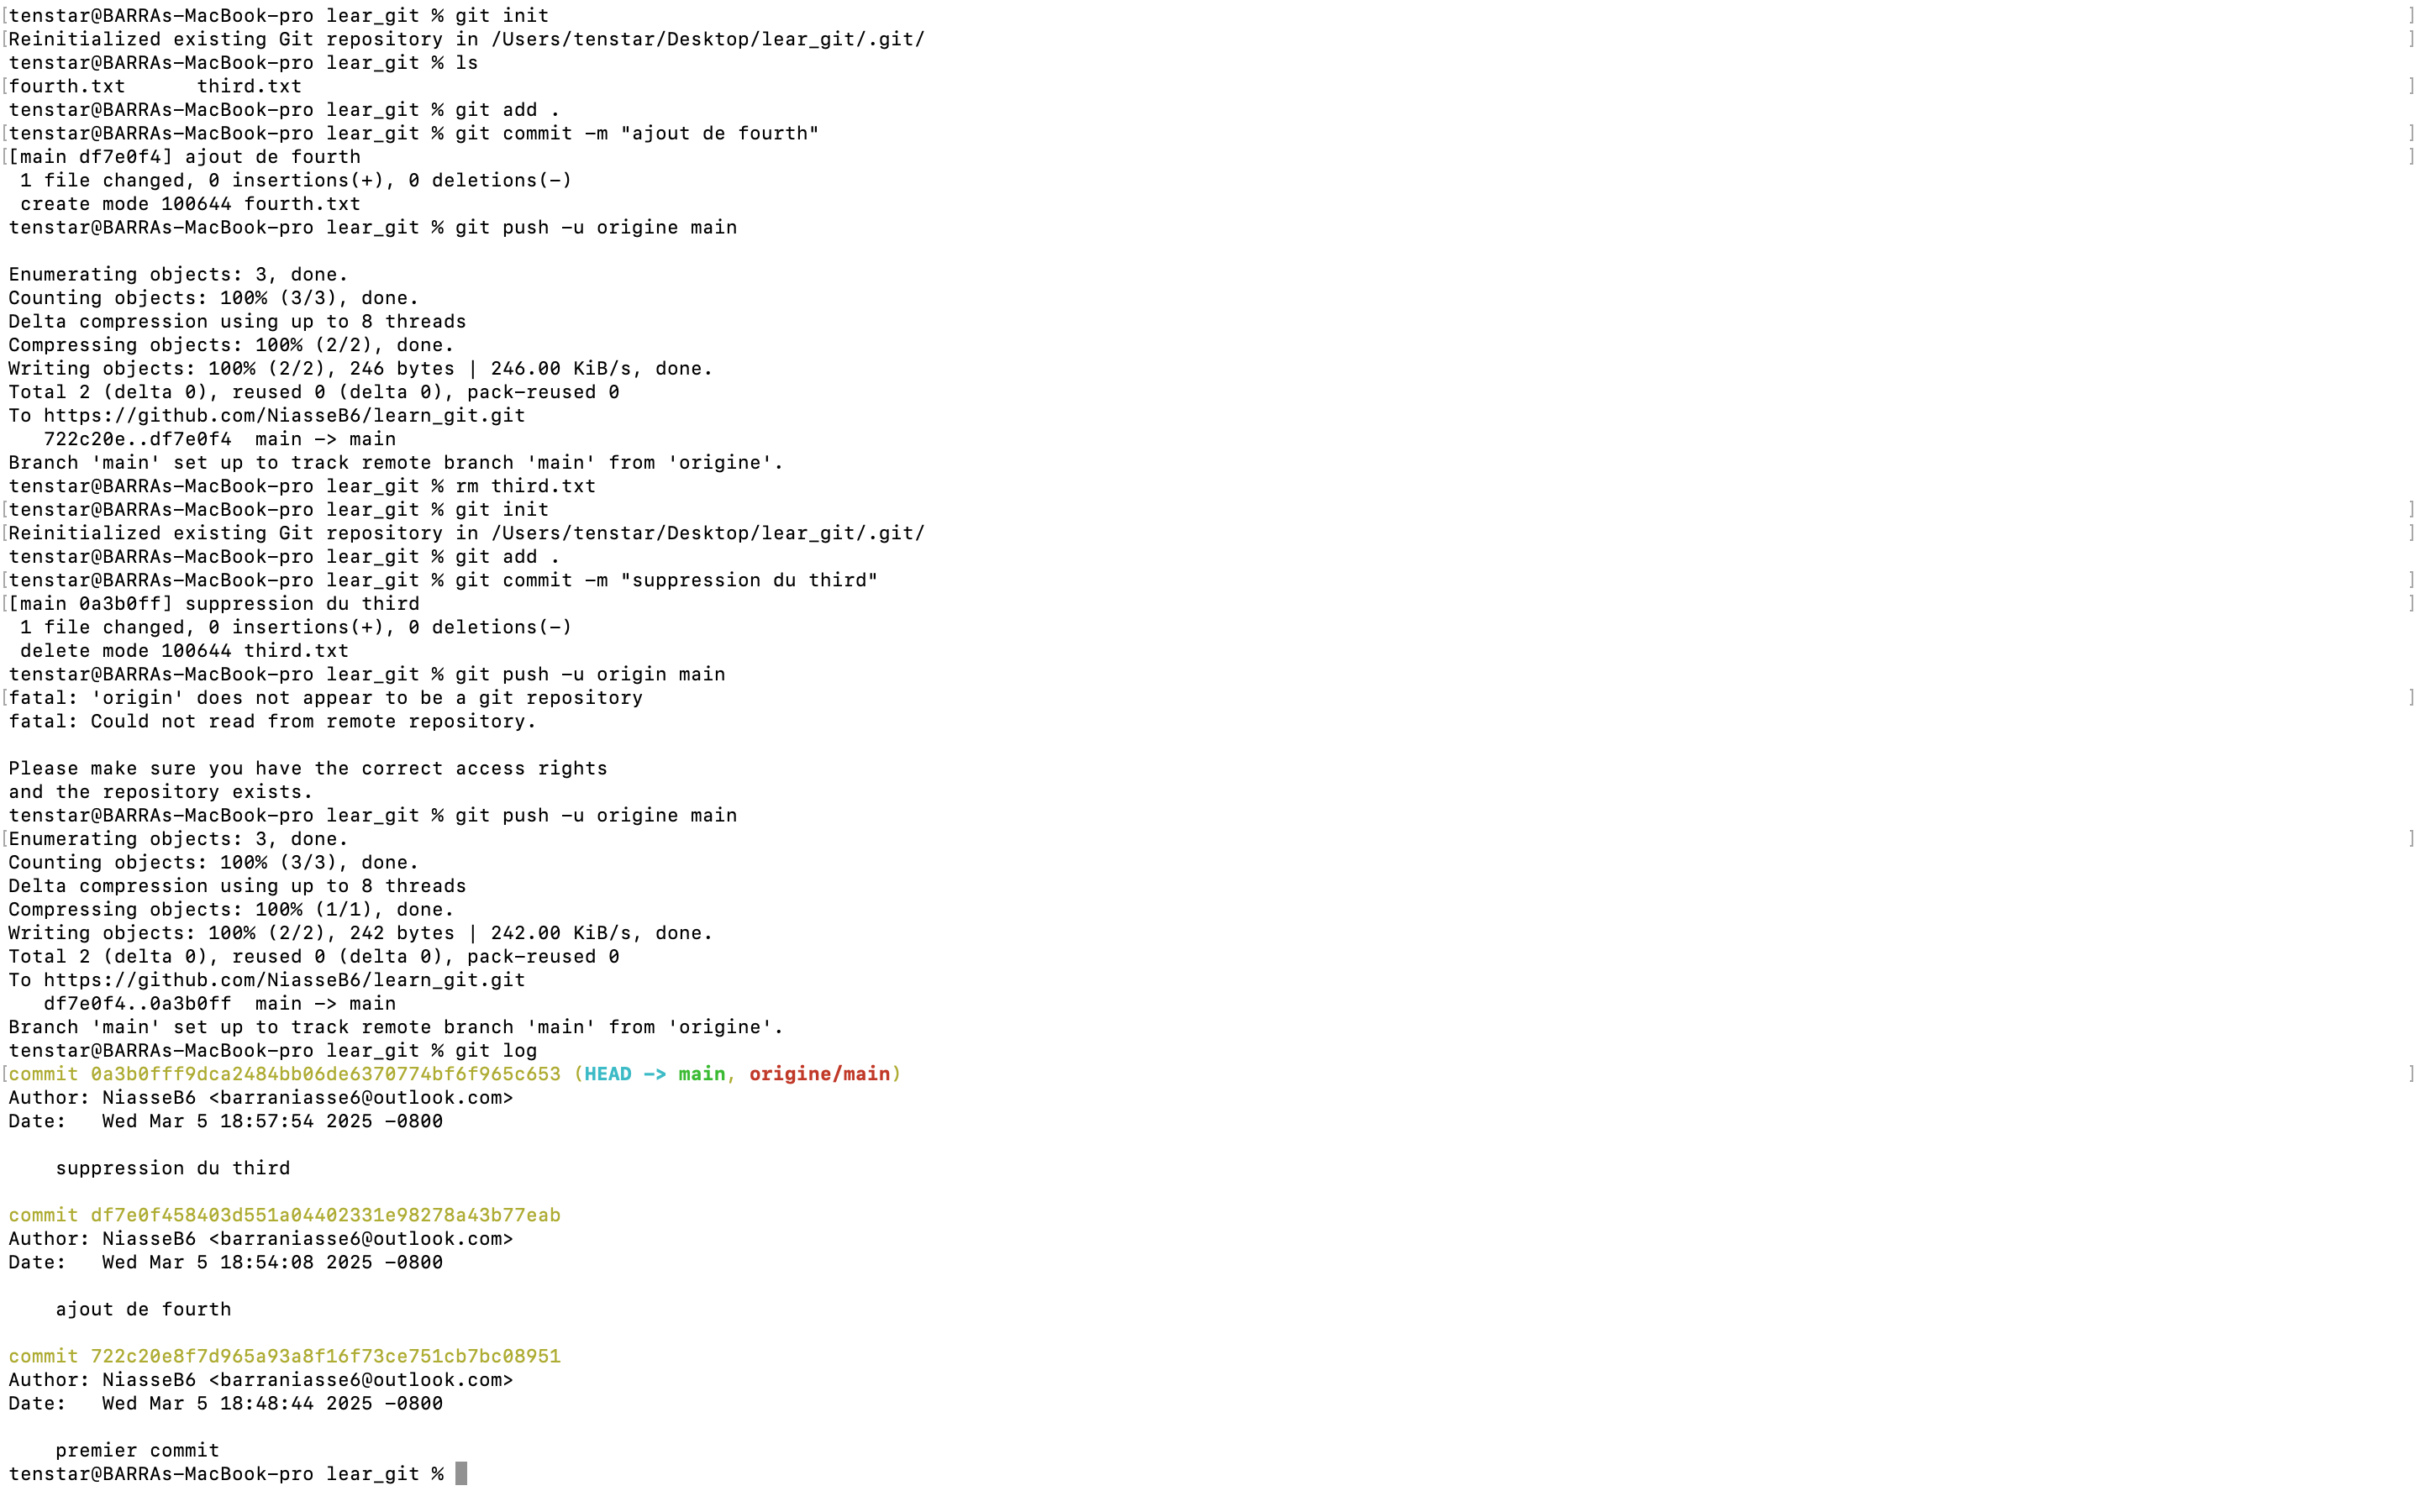 [tenstar@BARRAs-MacBook-pro lear_git % git init ]
[Reinitialized existing Git repository in /Users/tenstar/Desktop/lear_git/.git/ ]
tenstar@BARRAs-MacBook-pro lear_git % ls
[fourth.txt      third.txt ]
tenstar@BARRAs-MacBook-pro lear_git % git add .
[tenstar@BARRAs-MacBook-pro lear_git % git commit -m "ajout de fourth" ]
[[main df7e0f4] ajout de fourth ]
 1 file changed, 0 insertions(+), 0 deletions(-)
 create mode 100644 fourth.txt
tenstar@BARRAs-MacBook-pro lear_git % git push -u origine main

Enumerating objects: 3, done.
Counting objects: 100% (3/3), done.
Delta compression using up to 8 threads
Compressing objects: 100% (2/2), done.
Writing objects: 100% (2/2), 246 bytes | 246.00 KiB/s, done.
Total 2 (delta 0), reused 0 (delta 0), pack-reused 0
To https://github.com/NiasseB6/learn_git.git
   722c20e..df7e0f4  main -> main
Branch 'main' set up to track remote branch 'main' from 'origine'.
tenstar@BARRAs-MacBook-pro lear_git % rm third.txt
[tenstar@BARRAs-MacBook-pro lear_git % git init ]
[Reinitialized existing Git repository in /Users/tenstar/Desktop/lear_git/.git/ ]
tenstar@BARRAs-MacBook-pro lear_git % git add .
[tenstar@BARRAs-MacBook-pro lear_git % git commit -m "suppression du third" ]
[[main 0a3b0ff] suppression du third ]
 1 file changed, 0 insertions(+), 0 deletions(-)
 delete mode 100644 third.txt
tenstar@BARRAs-MacBook-pro lear_git % git push -u origin main
[fatal: 'origin' does not appear to be a git repository ]
fatal: Could not read from remote repository.

Please make sure you have the correct access rights
and the repository exists.
tenstar@BARRAs-MacBook-pro lear_git % git push -u origine main
[Enumerating objects: 3, done. ]
Counting objects: 100% (3/3), done.
Delta compression using up to 8 threads
Compressing objects: 100% (1/1), done.
Writing objects: 100% (2/2), 242 bytes | 242.00 KiB/s, done.
Total 2 (delta 0), reused 0 (delta 0), pack-reused 0
To https://github.com/NiasseB6/learn_git.git
   df7e0f4..0a3b0ff  main -> main
Branch 'main' set up to track remote branch 'main' from 'origine'.
tenstar@BARRAs-MacBook-pro lear_git % git log
[commit 0a3b0fff9dca2484bb06de6370774bf6f965c653 (HEAD -> main, origine/main) ]
Author: NiasseB6 <barraniasse6@outlook.com>
Date:   Wed Mar 5 18:57:54 2025 -0800

    suppression du third

commit df7e0f458403d551a04402331e98278a43b77eab
Author: NiasseB6 <barraniasse6@outlook.com>
Date:   Wed Mar 5 18:54:08 2025 -0800

    ajout de fourth

commit 722c20e8f7d965a93a8f16f73ce751cb7bc08951
Author: NiasseB6 <barraniasse6@outlook.com>
Date:   Wed Mar 5 18:48:44 2025 -0800

    premier commit
tenstar@BARRAs-MacBook-pro lear_git %